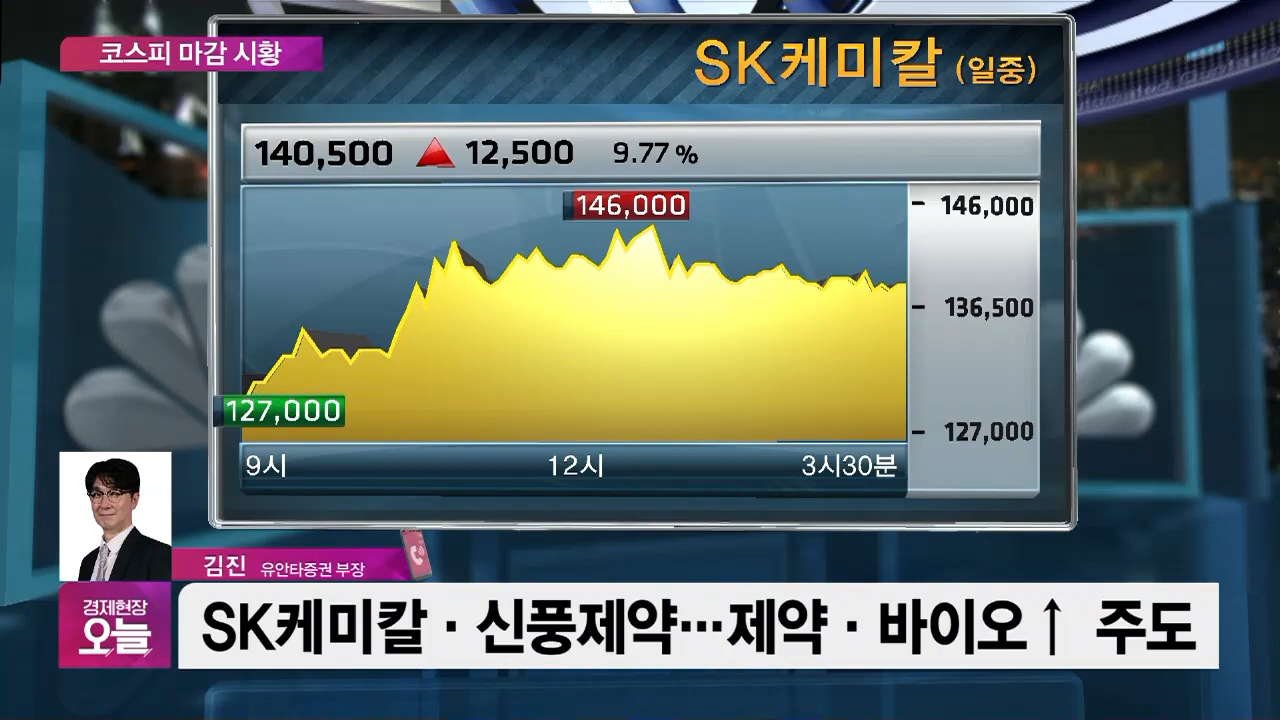 코스피 마감 시황
SK케미칼 (일중)
140,500 ▲ 12,500 9.77 %
146,000
127,000
146,000
136,500
127,000
9시 12시 3시30분
김진 유안타증권 부장
경제현장
오늘
SK케미칼 · 신풍제약…제약 · 바이오↑ 주도